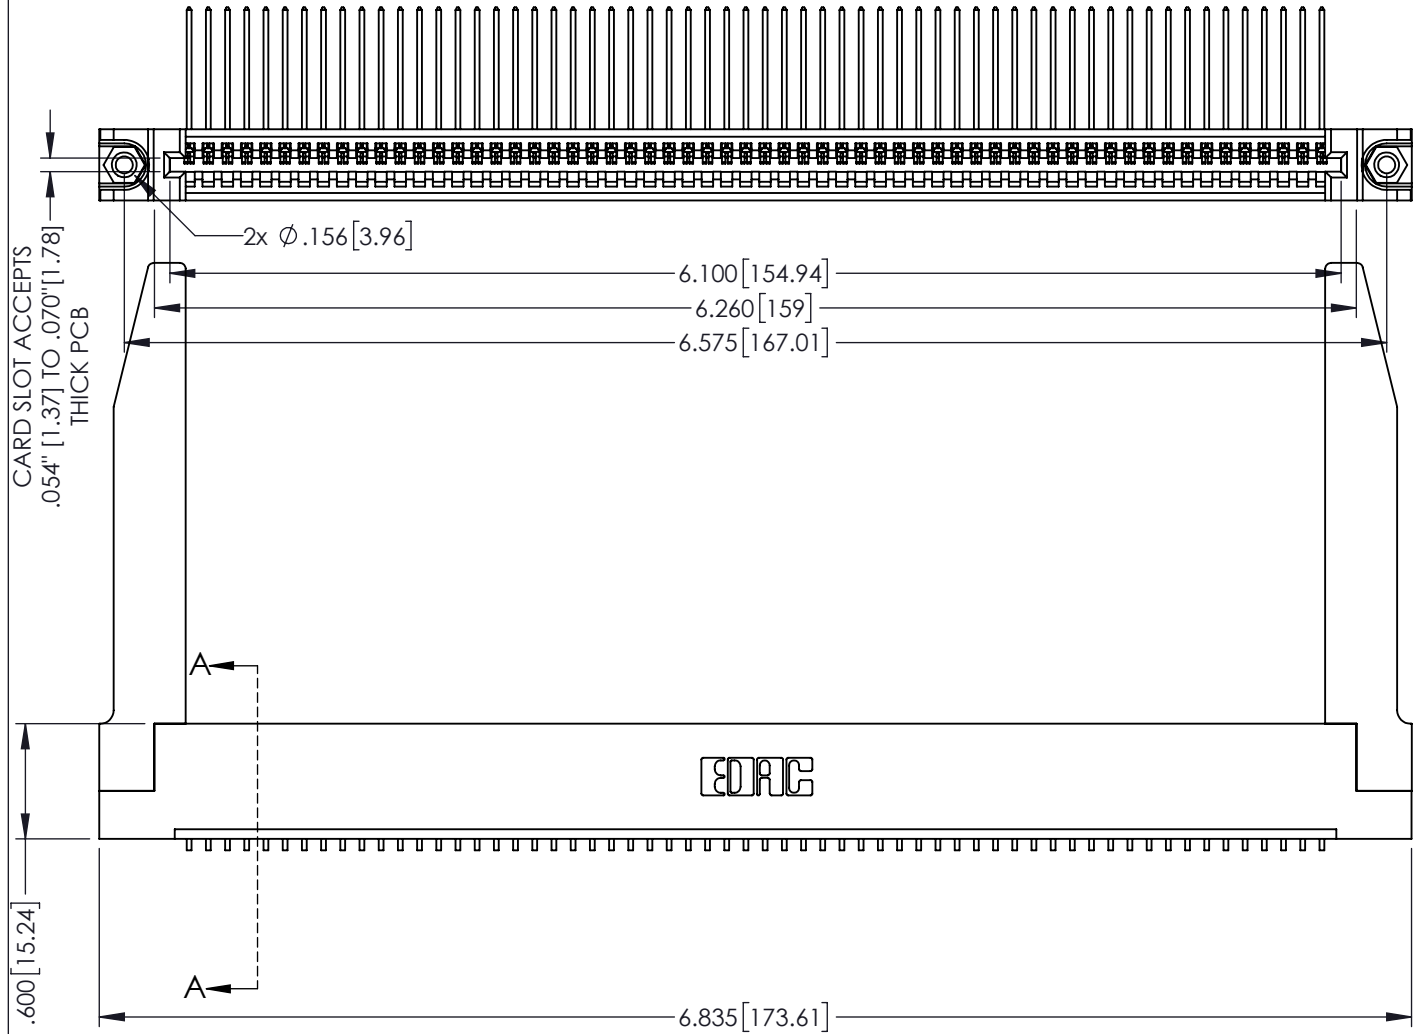 2x Ø .156[3.96]
6.100[154.94]
6.260[159]
6.575[167.01]
CARD SLOT ACCEPTS
.054" [1.37] TO .070"[1.78]
THICK PCB
A
EDAC
A
.600[15.24]
6.835[173.61]